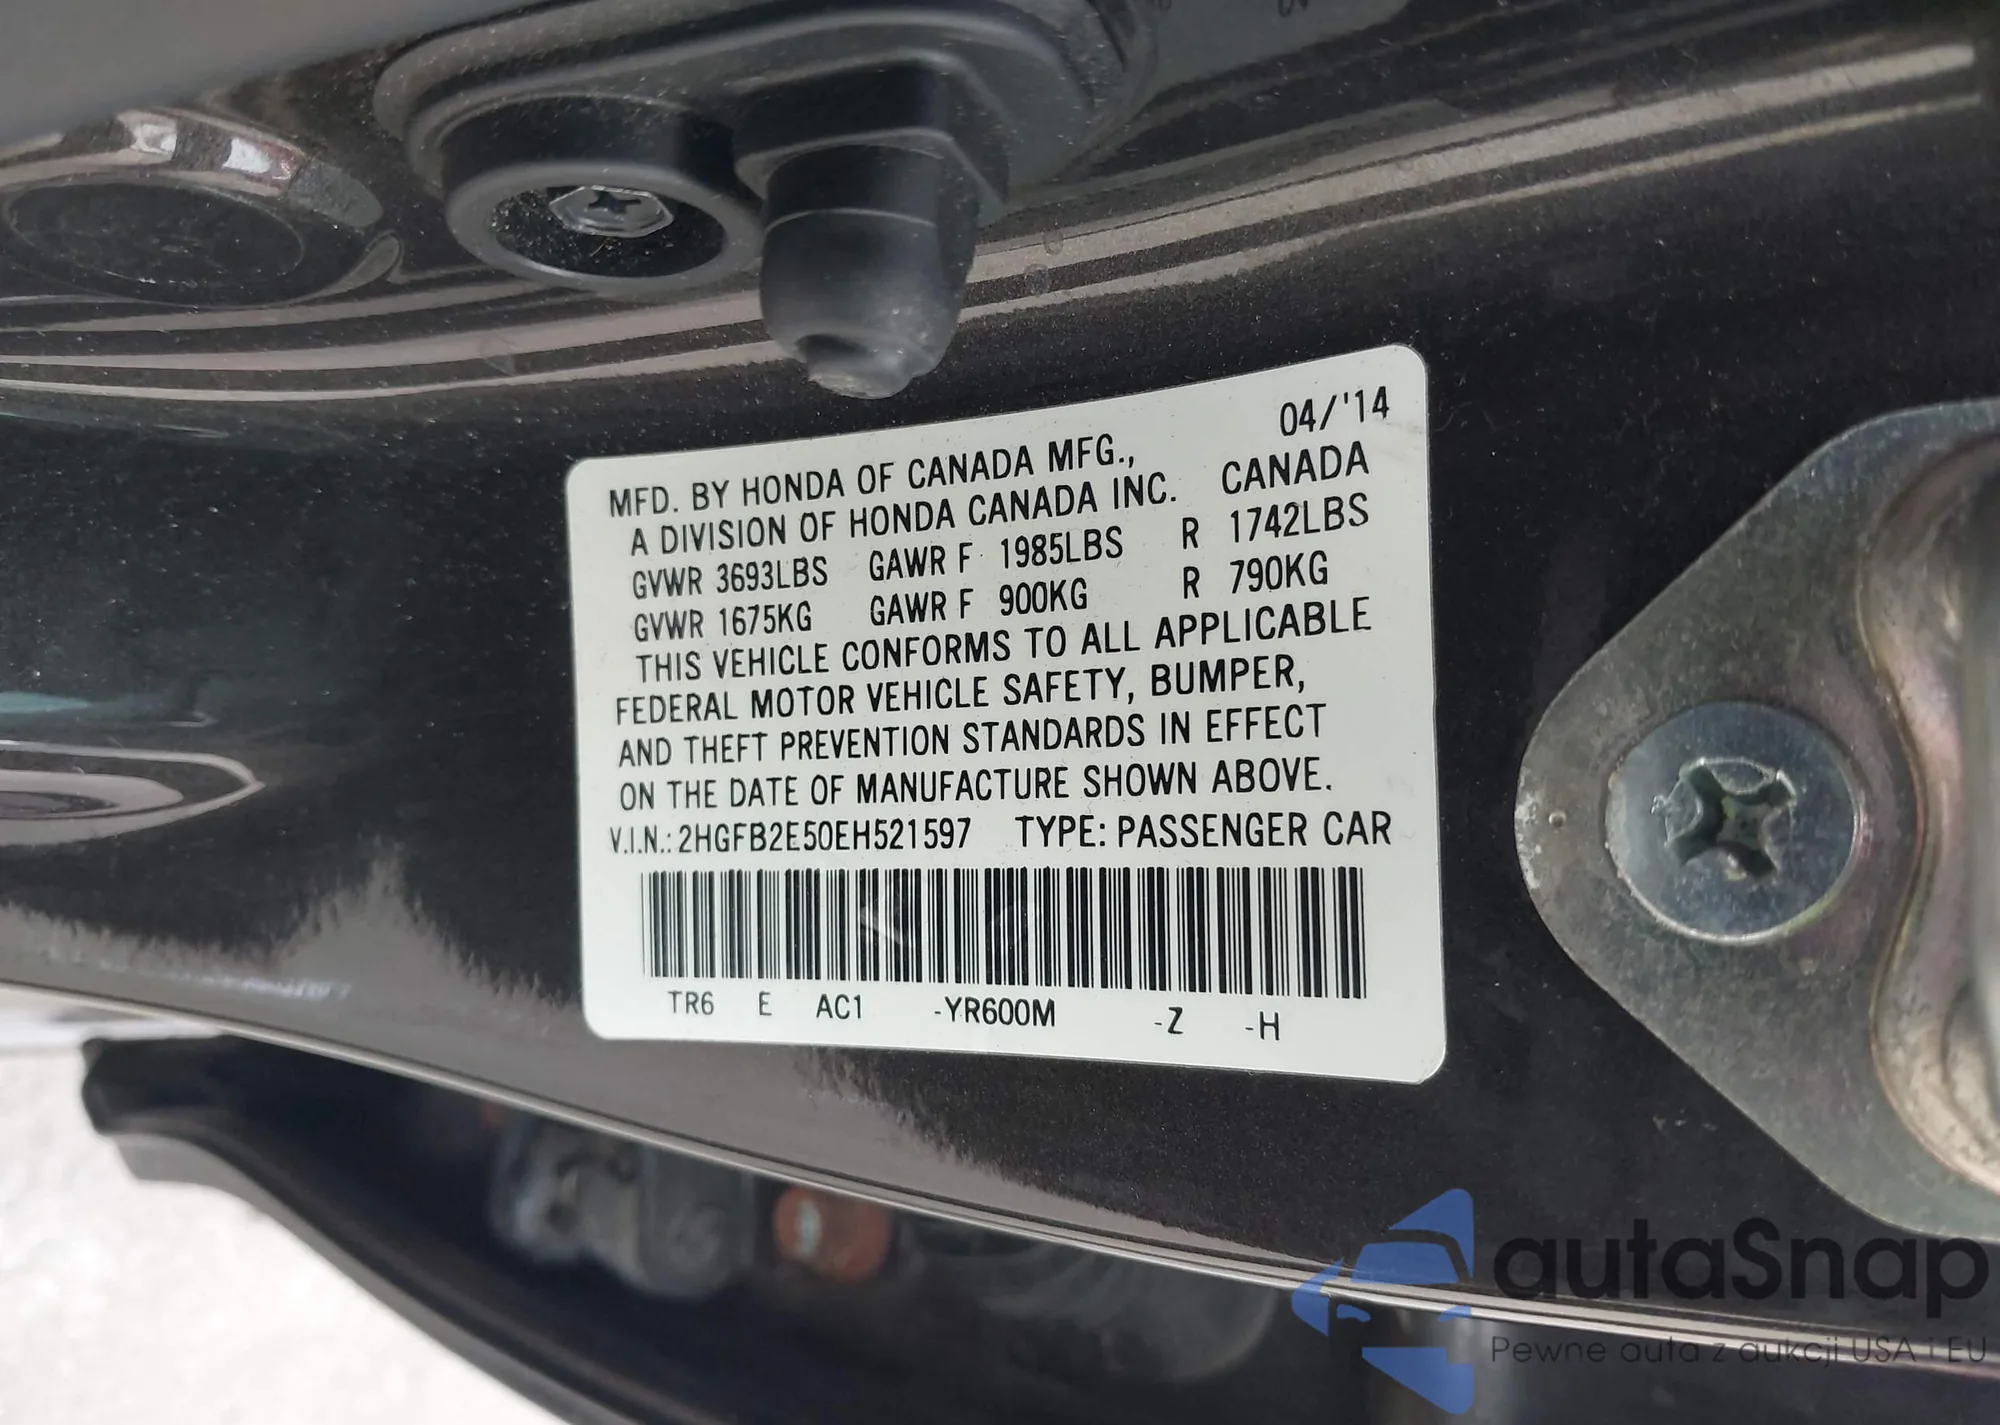 04/'14
MFD. BY HONDA OF CANADA MFG.,
A DIVISION OF HONDA CANADA INC. CANADA
GVWR 3693LBS GAWR F 1985LBS R 1742LBS
GVWR 1675KG GAWR F 900KG R 790KG
THIS VEHICLE CONFORMS TO ALL APPLICABLE
FEDERAL MOTOR VEHICLE SAFETY, BUMPER,
AND THEFT PREVENTION STANDARDS IN EFFECT
ON THE DATE OF MANUFACTURE SHOWN ABOVE.
V.I.N.: 2HGFB2E50EH521597 TYPE: PASSENGER CAR
TR6 E AC1 -YR600M -Z -H
autaSnap
Pewne auta z aukcji USA i EU